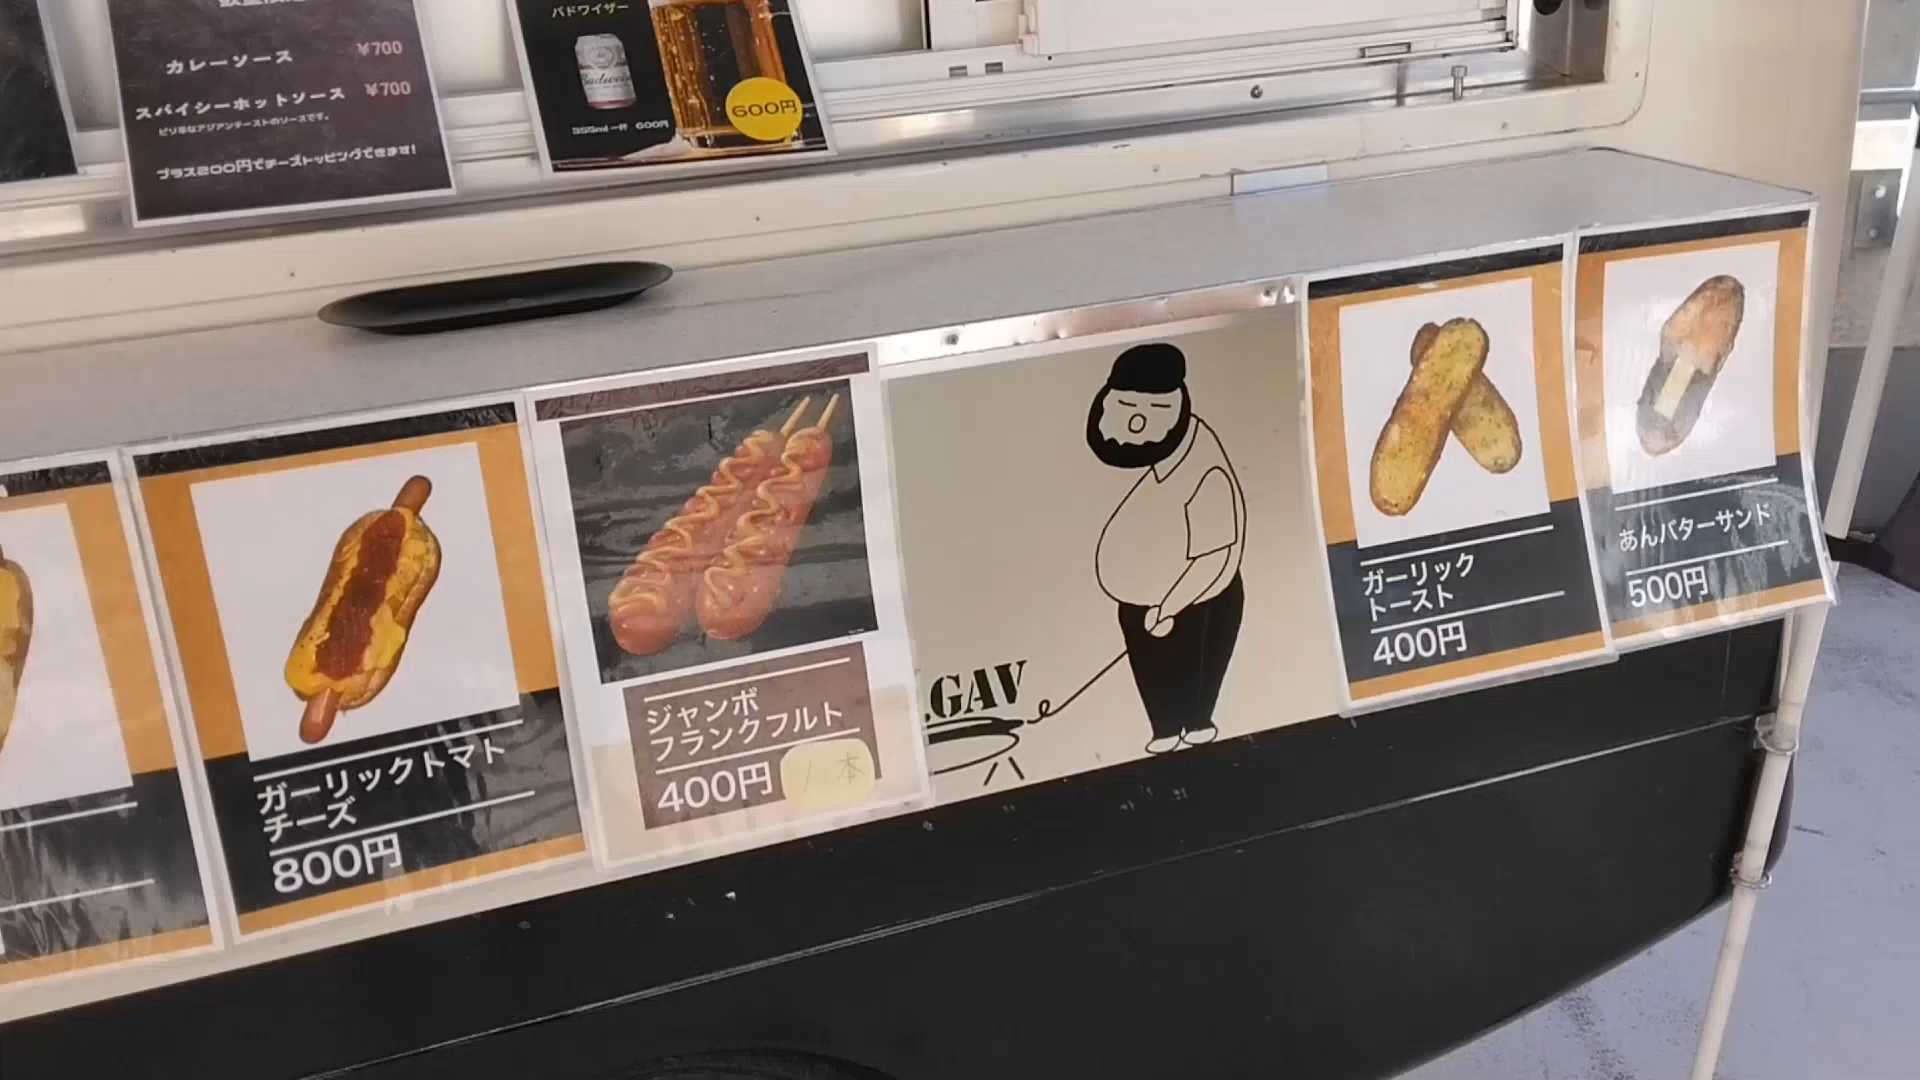 カレーソース ¥700
スパイシーホットソース ¥700
ピリ辛なアジアンテーストのソースです。
プラス200円でチーズトッピングできます!
バドワイザー
Budweiser
355ml 一杯 600円
600円
ガーリックトマト
チーズ
800円
ジャンボ
フランクフルト
400円
本
.GAV
ガーリック
トースト
400円
あんバターサンド
500円